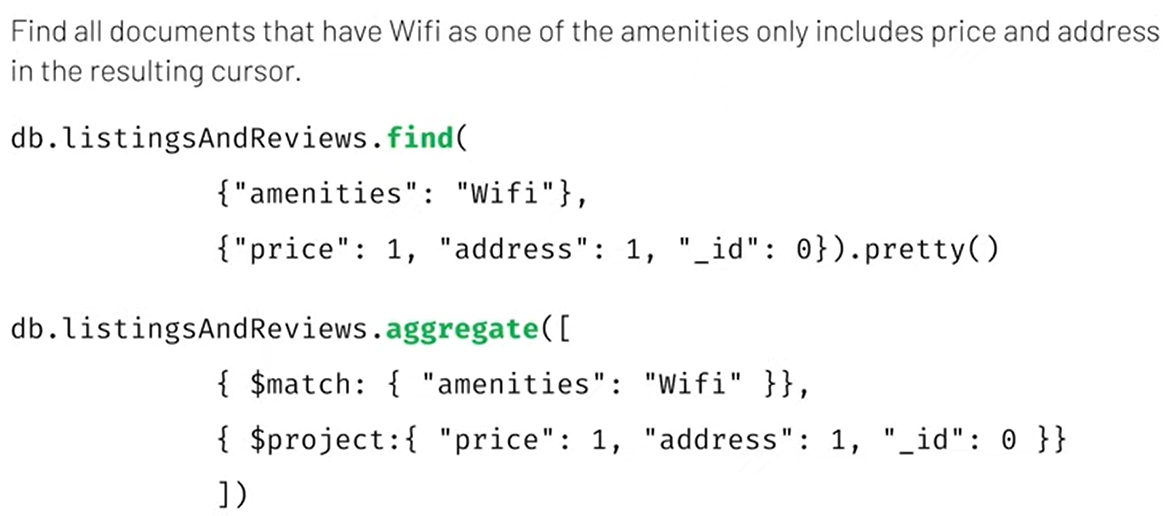 Find all documents that have Wifi as one of the amenities only includes price and address
in the resulting cursor.
db.listingsAndReviews.find(
{"amenities": "Wifi"},
{"price": 1, "address": 1, "_id": 0}).pretty()
db.listingsAndReviews.aggregate([
{ $match: { "amenities": "Wifi" }},
{ $project:{ "price": 1, "address": 1, "_id": 0 }}
])